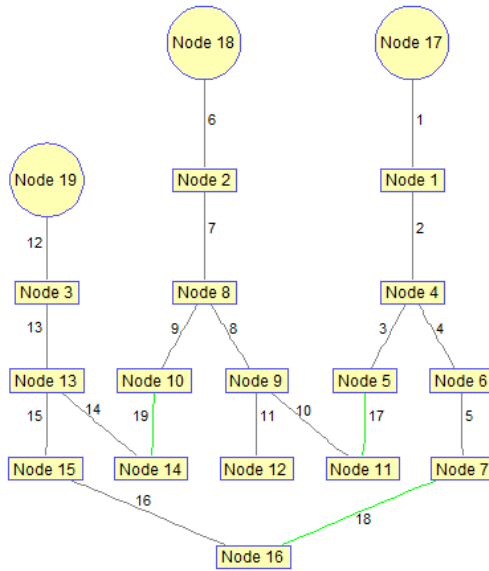 Node 18 Node 17
6 1
Node 19 Node 2 Node 1
12 7 2
Node 3 Node 8 Node 4
13 9 8 3 4
Node 13 Node 10 Node 9 Node 5 Node 6
15 14 19 11 10 17 5
Node 15 Node 14 Node 12 Node 11 Node 7
16 18
Node 16